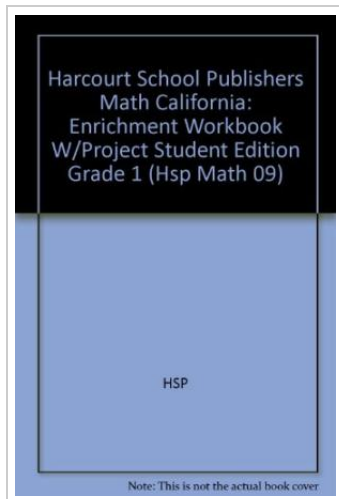 Harcourt School Publishers
Math California:
Enrichment Workbook
W/Project Student Edition
Grade 1 (Hsp Math 09)
HSP
Note: This is not the actual book cover